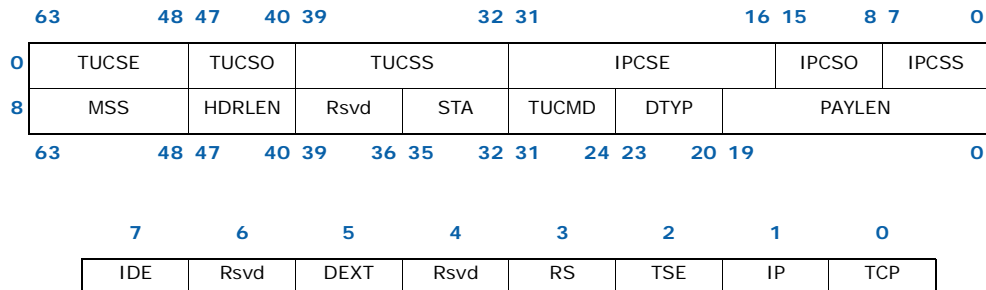 63 48 47 40 39 32 31 16 15 8 7 0
0 TUCSE TUCSO TUCSS IPCSE IPCSO IPCSS
8 MSS HDRLEN Rsvd STA TUCMD DTYP PAYLEN
63 48 47 40 39 36 35 32 31 24 23 20 19 0
7 6 5 4 3 2 1 0
IDE Rsvd DEXT Rsvd RS TSE IP TCP